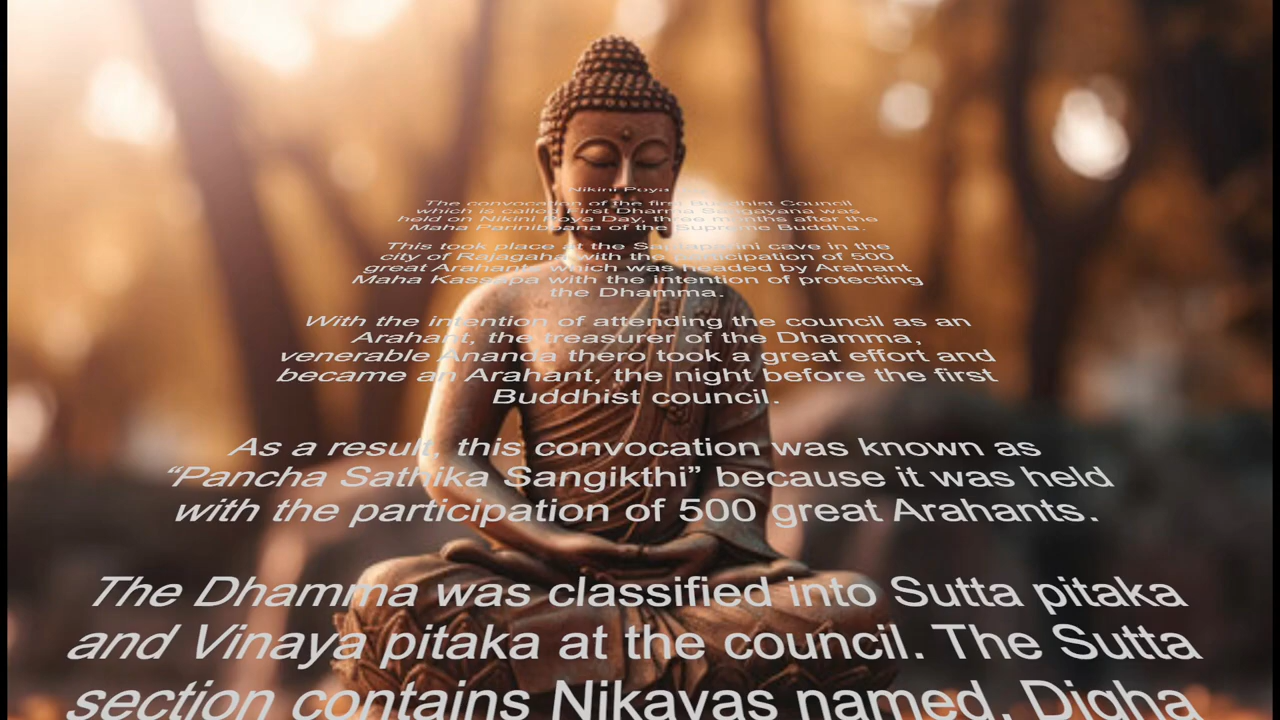 Nikini Poya
The convocation of the first Buddhist Council
which is called First Dharma Sangayana was
held on Nikini Poya Day, three months after the
Maha Parinibbana of the Supreme Buddha.
This took place at the Saptaparni cave in the
city of Rajagaha with the participation of 500
great Arahants which was headed by Arahant
Maha Kassapa with the intention of protecting
the Dhamma.
With the intention of attending the council as an
Arahant, the treasurer of the Dhamma,
venerable Ananda thero took a great effort and
became an Arahant, the night before the first
Buddhist council.
As a result, this convocation was known as
“Pancha Sathika Sangikthi” because it was held
with the participation of 500 great Arahants.
The Dhamma was classified into Sutta pitaka
and Vinaya pitaka at the council. The Sutta
section contains Nikayas named, Digha